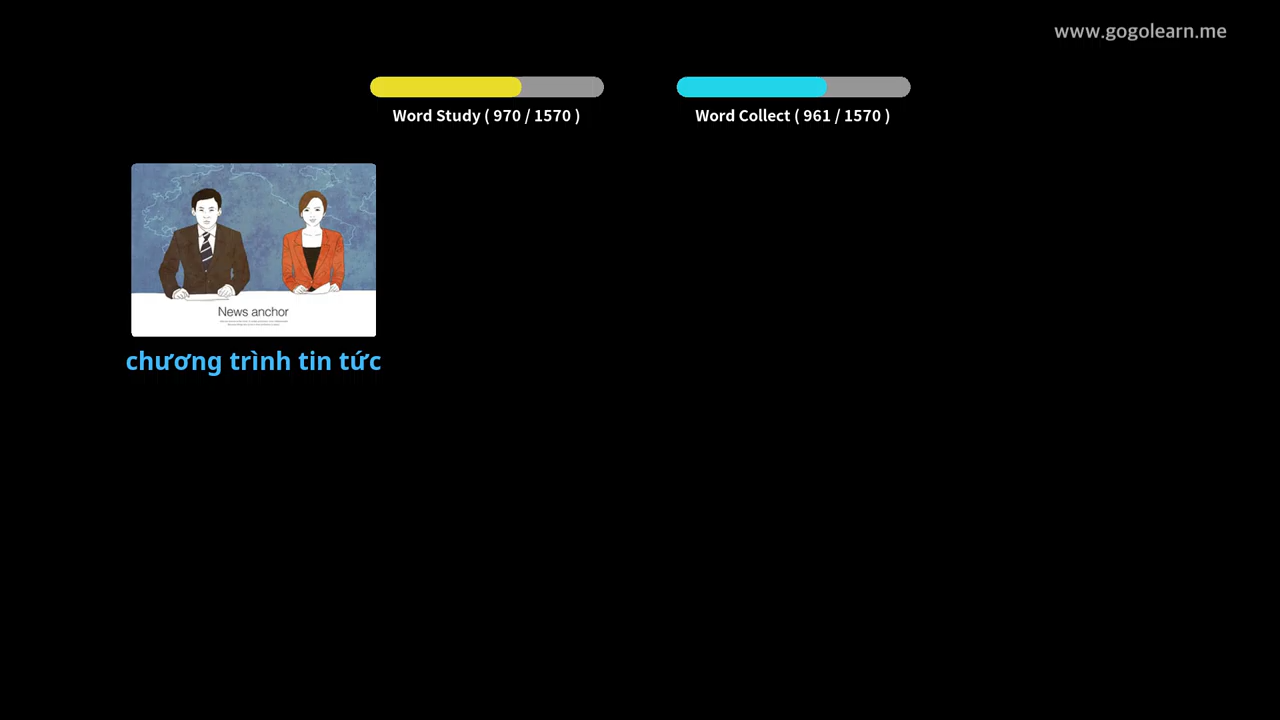 www.gogolearn.me
Word Study ( 970 / 1570 )
Word Collect ( 961 / 1570 )
News anchor
chương trình tin tức